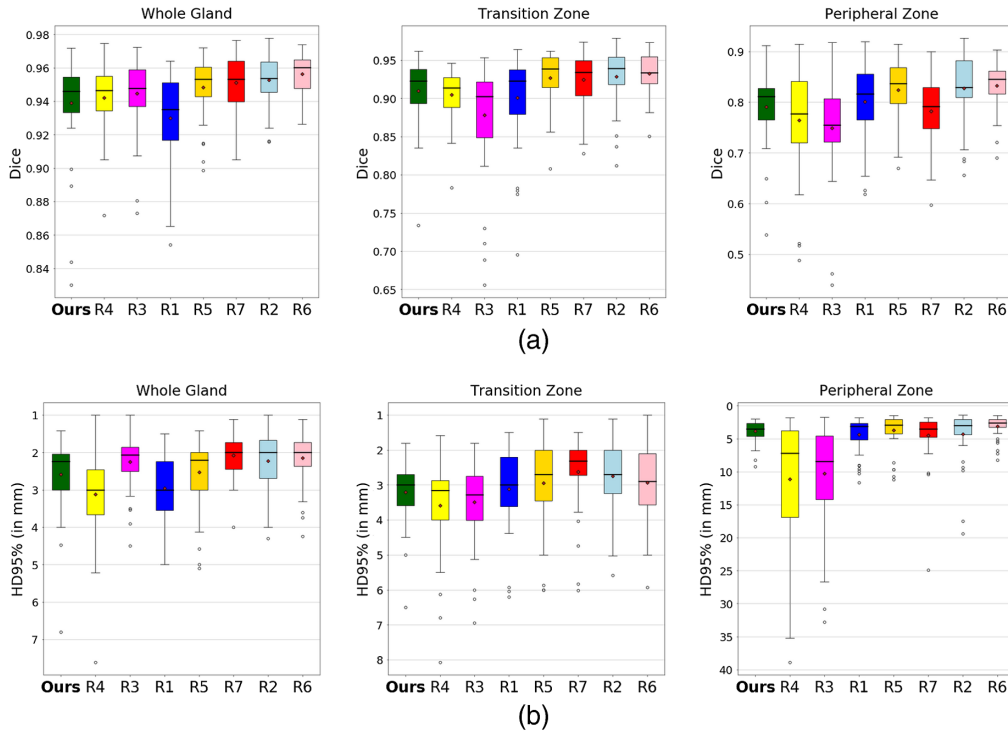 Whole Gland
Transition Zone
Peripheral Zone
Dice
0.98
0.96
0.94
0.92
0.90
0.88
0.86
0.84
Ours R4 R3 R1 R5 R7 R2 R6
Dice
0.95
0.90
0.85
0.80
0.75
0.70
0.65
Ours R4 R3 R1 R5 R7 R2 R6
Dice
0.9
0.8
0.7
0.6
0.5
Ours R4 R3 R1 R5 R7 R2 R6
(a)
Whole Gland
Transition Zone
Peripheral Zone
HD95% (in mm)
1
2
3
4
5
6
7
Ours R4 R3 R1 R5 R7 R2 R6
HD95% (in mm)
1
2
3
4
5
6
7
8
Ours R4 R3 R1 R5 R7 R2 R6
HD95% (in mm)
0
5
10
15
20
25
30
35
40
Ours R4 R3 R1 R5 R7 R2 R6
(b)